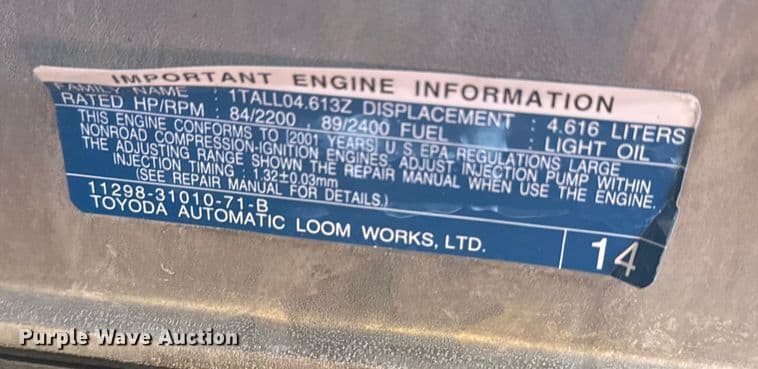 IMPORTANT ENGINE INFORMATION
FAMILY NAME : 1TALL04.613Z DISPLACEMENT : 4.616 LITERS
RATED HP/RPM : 84/2200 89/2400 FUEL : LIGHT OIL
THIS ENGINE CONFORMS TO [2001 YEARS] U.S EPA REGULATIONS LARGE
NONROAD COMPRESSION-IGNITION ENGINES ADJUST INJECTION PUMP WITHIN
THE ADJUSTING RANGE SHOWN THE REPAIR MANUAL WHEN USE THE ENGINE.
INJECTION TIMING : 1.32±0.03mm
(SEE REPAIR MANUAL FOR DETAILS.)
11298-31010-71-B
TOYODA AUTOMATIC LOOM WORKS, LTD.
14
Purple Wave Auction